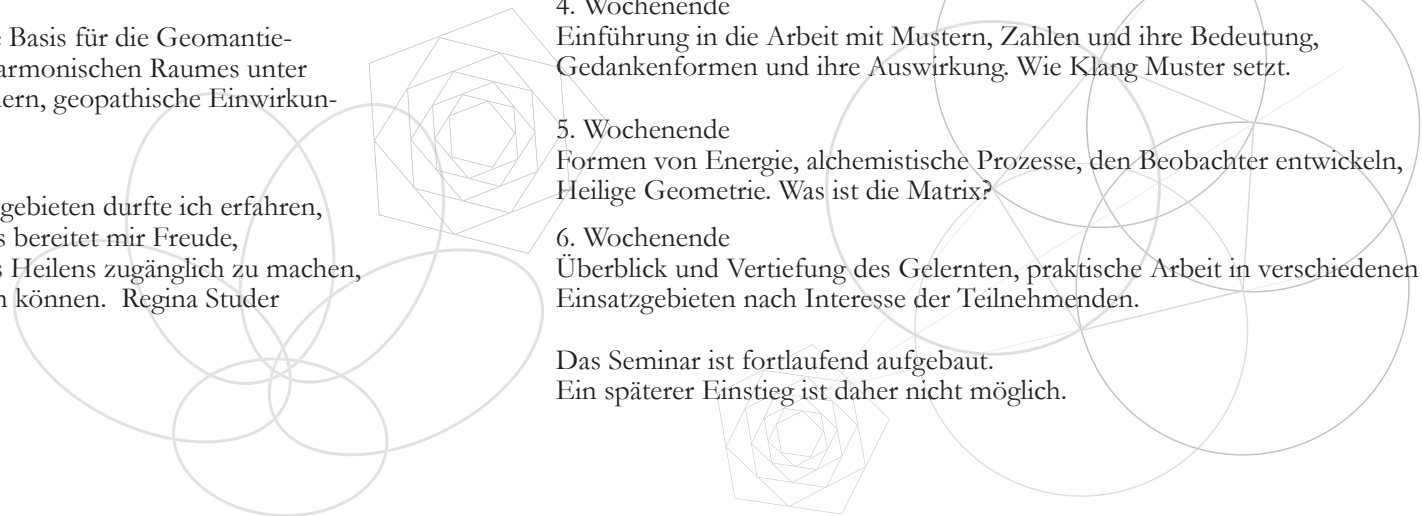 Basis für die Geomantie-
armonischen Raumes unter
ern, geopathische Einwirkun-
gebieten durfte ich erfahren,
s bereitet mir Freude,
s Heilens zugänglich zu machen,
n können.  Regina Studer
4. Wochenende
Einführung in die Arbeit mit Mustern, Zahlen und ihre Bedeutung,
Gedankenformen und ihre Auswirkung. Wie Klang Muster setzt.
5. Wochenende
Formen von Energie, alchemistische Prozesse, den Beobachter entwickeln,
Heilige Geometrie. Was ist die Matrix?
6. Wochenende
Überblick und Vertiefung des Gelernten, praktische Arbeit in verschiedenen
Einsatzgebieten nach Interesse der Teilnehmenden.
Das Seminar ist fortlaufend aufgebaut.
Ein späterer Einstieg ist daher nicht möglich.